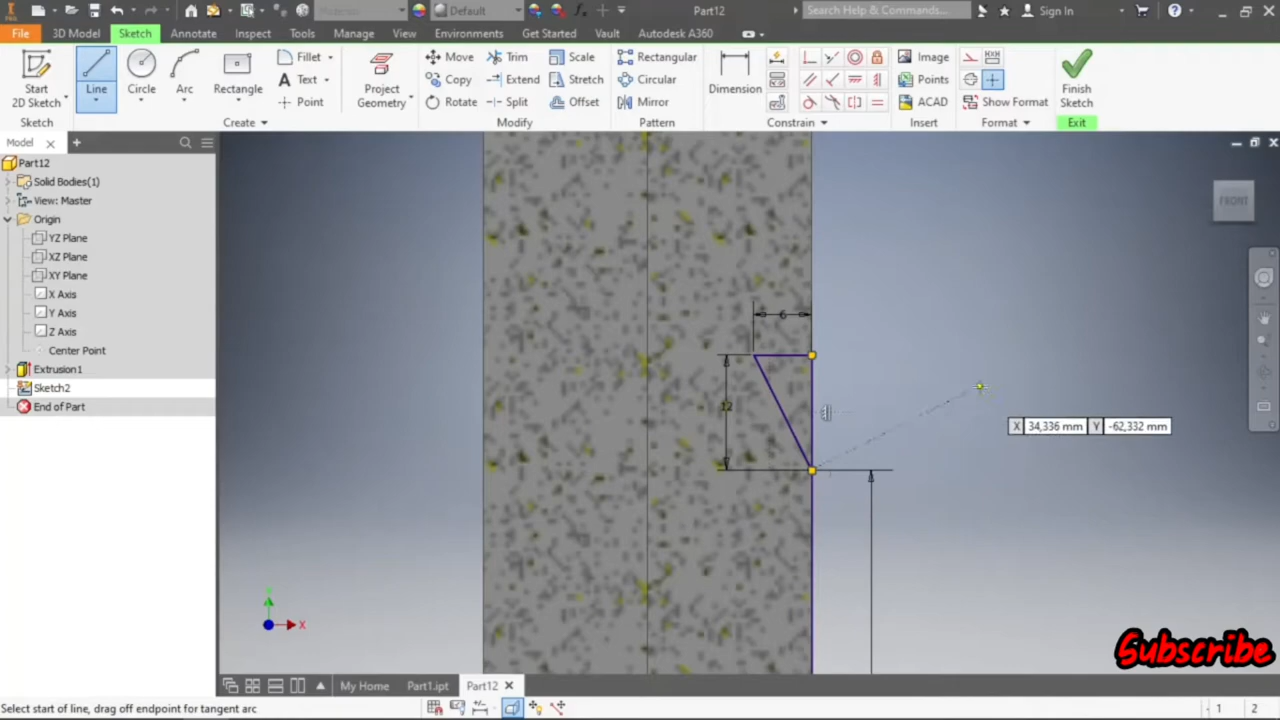 Material
Default
Part12
Search Help & Commands...
Sign In
File
3D Model
Sketch
Annotate
Inspect
Tools
Manage
View
Environments
Get Started
Vault
Autodesk A360
Start
2D Sketch
Line
Circle
Arc
Rectangle
Fillet
Text
Point
Project
Geometry
Move
Copy
Rotate
Trim
Extend
Split
Scale
Stretch
Offset
Rectangular
Circular
Mirror
Dimension
Image
Points
ACAD
Show Format
Finish
Sketch
Sketch
Create
Modify
Pattern
Constrain
Insert
Format
Exit
Model
Part12
Solid Bodies(1)
View: Master
Origin
YZ Plane
XZ Plane
XY Plane
X Axis
Y Axis
Z Axis
Center Point
Extrusion1
Sketch2
End of Part
FRONT
6
12
X 34,336 mm Y -62,332 mm
X
Subscribe
My Home
Part1.ipt
Part12
Select start of line, drag off endpoint for tangent arc
1
2